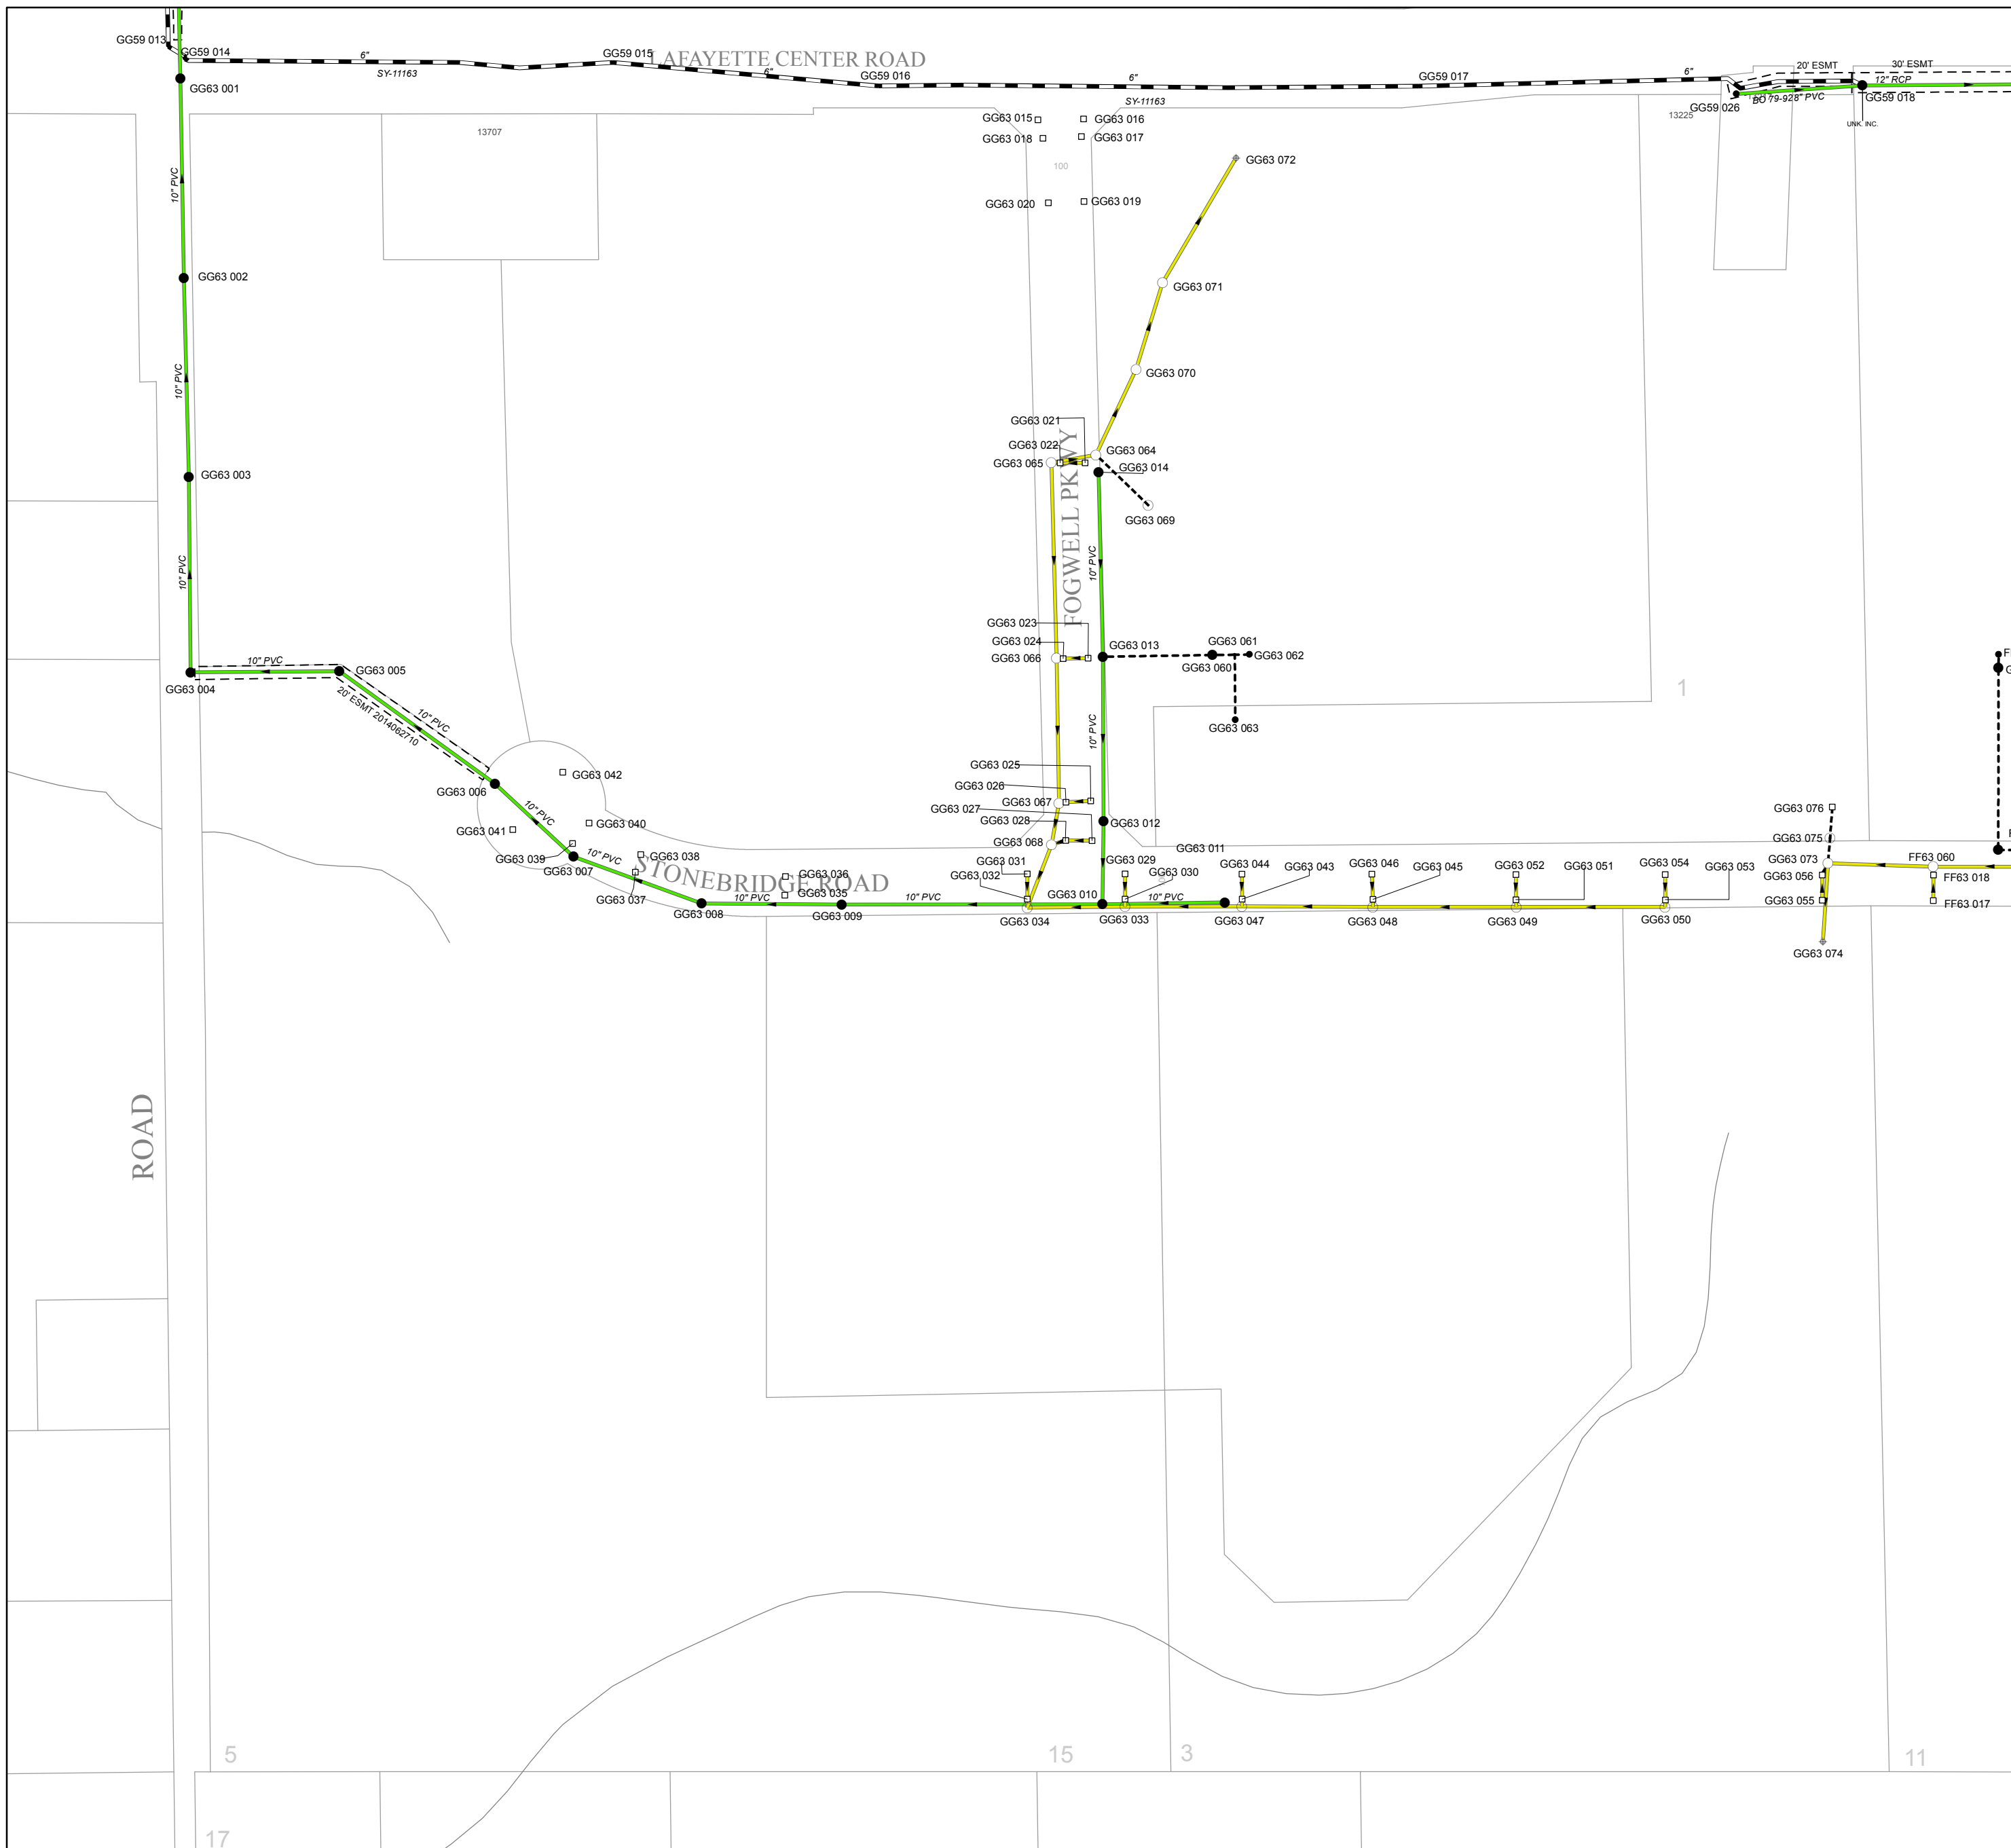 GG59 013
GG59 014
6"
SY-11163
GG59 015
LAFAYETTE CENTER ROAD
6"
GG59 016
6"
SY-11163
GG59 017
6"
20' ESMT
30' ESMT
12" RCP
GG59 018
GG59 026
BO 79-92
8" PVC
UNK. INC.
13225
GG63 001
13707
GG63 015
GG63 016
GG63 018
GG63 017
100
GG63 020
GG63 019
GG63 072
10" PVC
GG63 002
GG63 071
10" PVC
GG63 070
GG63 021
GG63 022
GG63 065
GG63 064
GG63 014
GG63 003
FOGWELL PKWY
GG63 069
10" PVC
10" PVC
GG63 023
GG63 024
GG63 066
GG63 013
GG63 061
GG63 060
GG63 062
GG63 063
10" PVC
GG63 005
GG63 004
10" PVC
20' ESMT 2014062710
10" PVC
1
GG63 025
GG63 026
GG63 027
GG63 067
GG63 028
GG63 012
GG63 068
GG63 042
GG63 006
10" PVC
GG63 041
GG63 040
GG63 039
GG63 007
10" PVC
GG63 038
STONEBRIDGE ROAD
GG63 037
GG63 036
GG63 035
GG63 008
10" PVC
GG63 009
10" PVC
GG63 031
GG63 032
GG63 034
GG63 010
GG63 029
GG63 030
GG63 011
10" PVC
GG63 033
GG63 044
GG63 043
GG63 047
GG63 046
GG63 045
GG63 048
GG63 052
GG63 051
GG63 049
GG63 054
GG63 053
GG63 050
GG63 076
GG63 075
GG63 073
GG63 056
GG63 055
GG63 074
FF63 060
FF63 018
FF63 017
ROAD
5
15
3
11
17